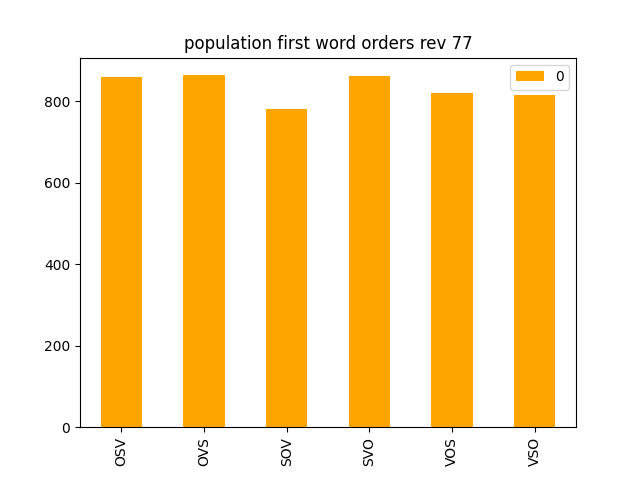 population first word orders rev 77
0
800
600
400
200
0
OSV
OVS
SOV
SVO
VOS
VSO